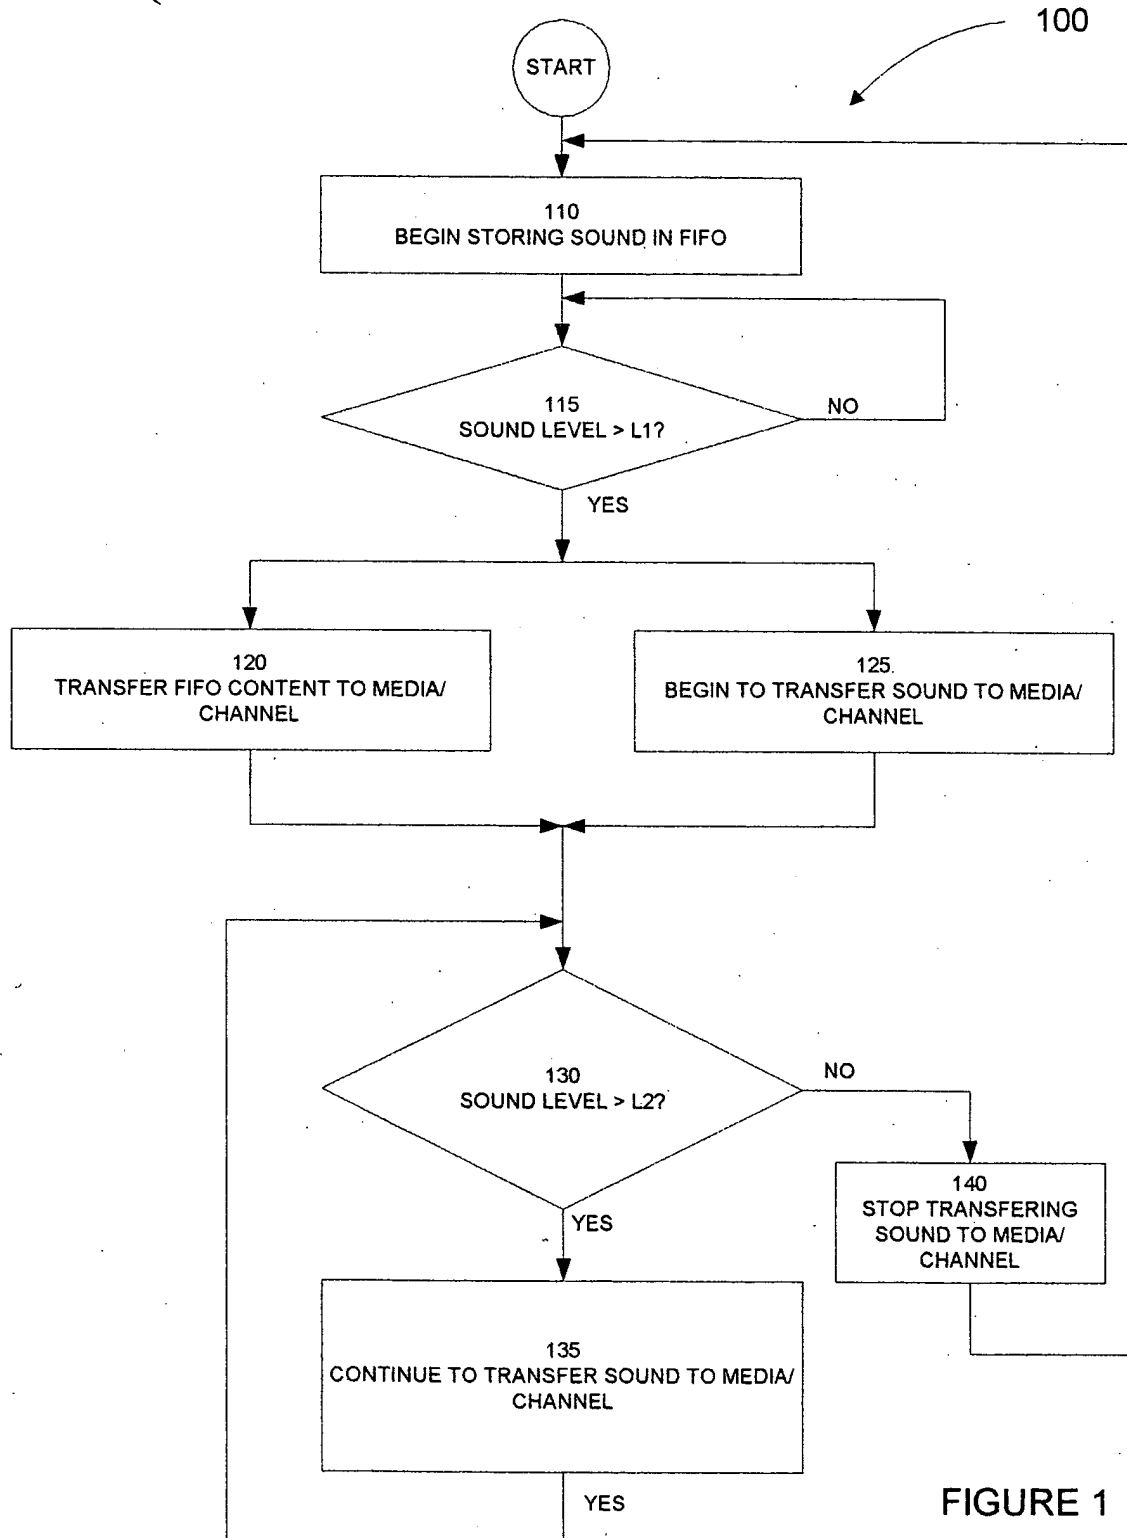 100
START
110
BEGIN STORING SOUND IN FIFO
115
SOUND LEVEL > L1?
NO
YES
120
TRANSFER FIFO CONTENT TO MEDIA/
CHANNEL
125.
BEGIN TO TRANSFER SOUND TO MEDIA/
CHANNEL
130
SOUND LEVEL > L2?
NO
YES
140
STOP TRANSFERING
SOUND TO MEDIA/
CHANNEL
135
CONTINUE TO TRANSFER SOUND TO MEDIA/
CHANNEL
YES
FIGURE 1